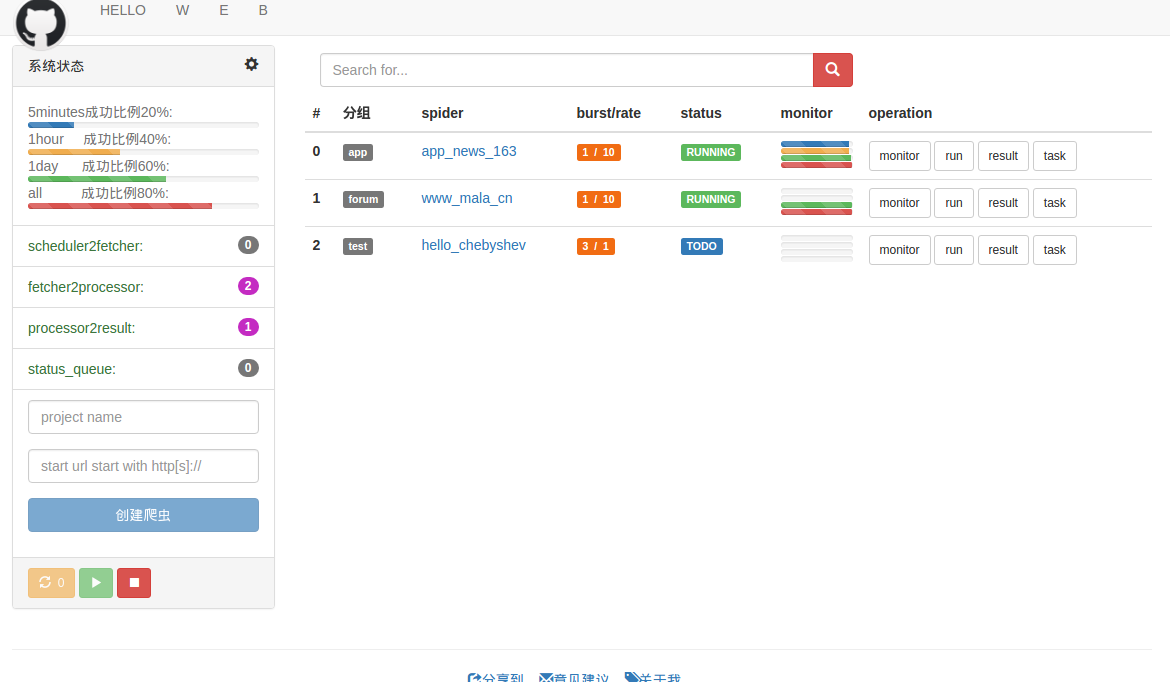 HELLO W E B
系统状态
5minutes成功比例20%:
1hour 成功比例40%:
1day 成功比例60%:
all 成功比例80%:
scheduler2fetcher: 0
fetcher2processor: 2
processor2result: 1
status_queue: 0
project name
start url start with http[s]://
创建爬虫
0
Search for...
# 分组 spider burst/rate status monitor operation
0 app app_news_163 1 / 10 RUNNING monitor run result task
1 forum www_mala_cn 1 / 10 RUNNING monitor run result task
2 test hello_chebyshev 3 / 1 TODO monitor run result task
分享到 意见建议 关于我